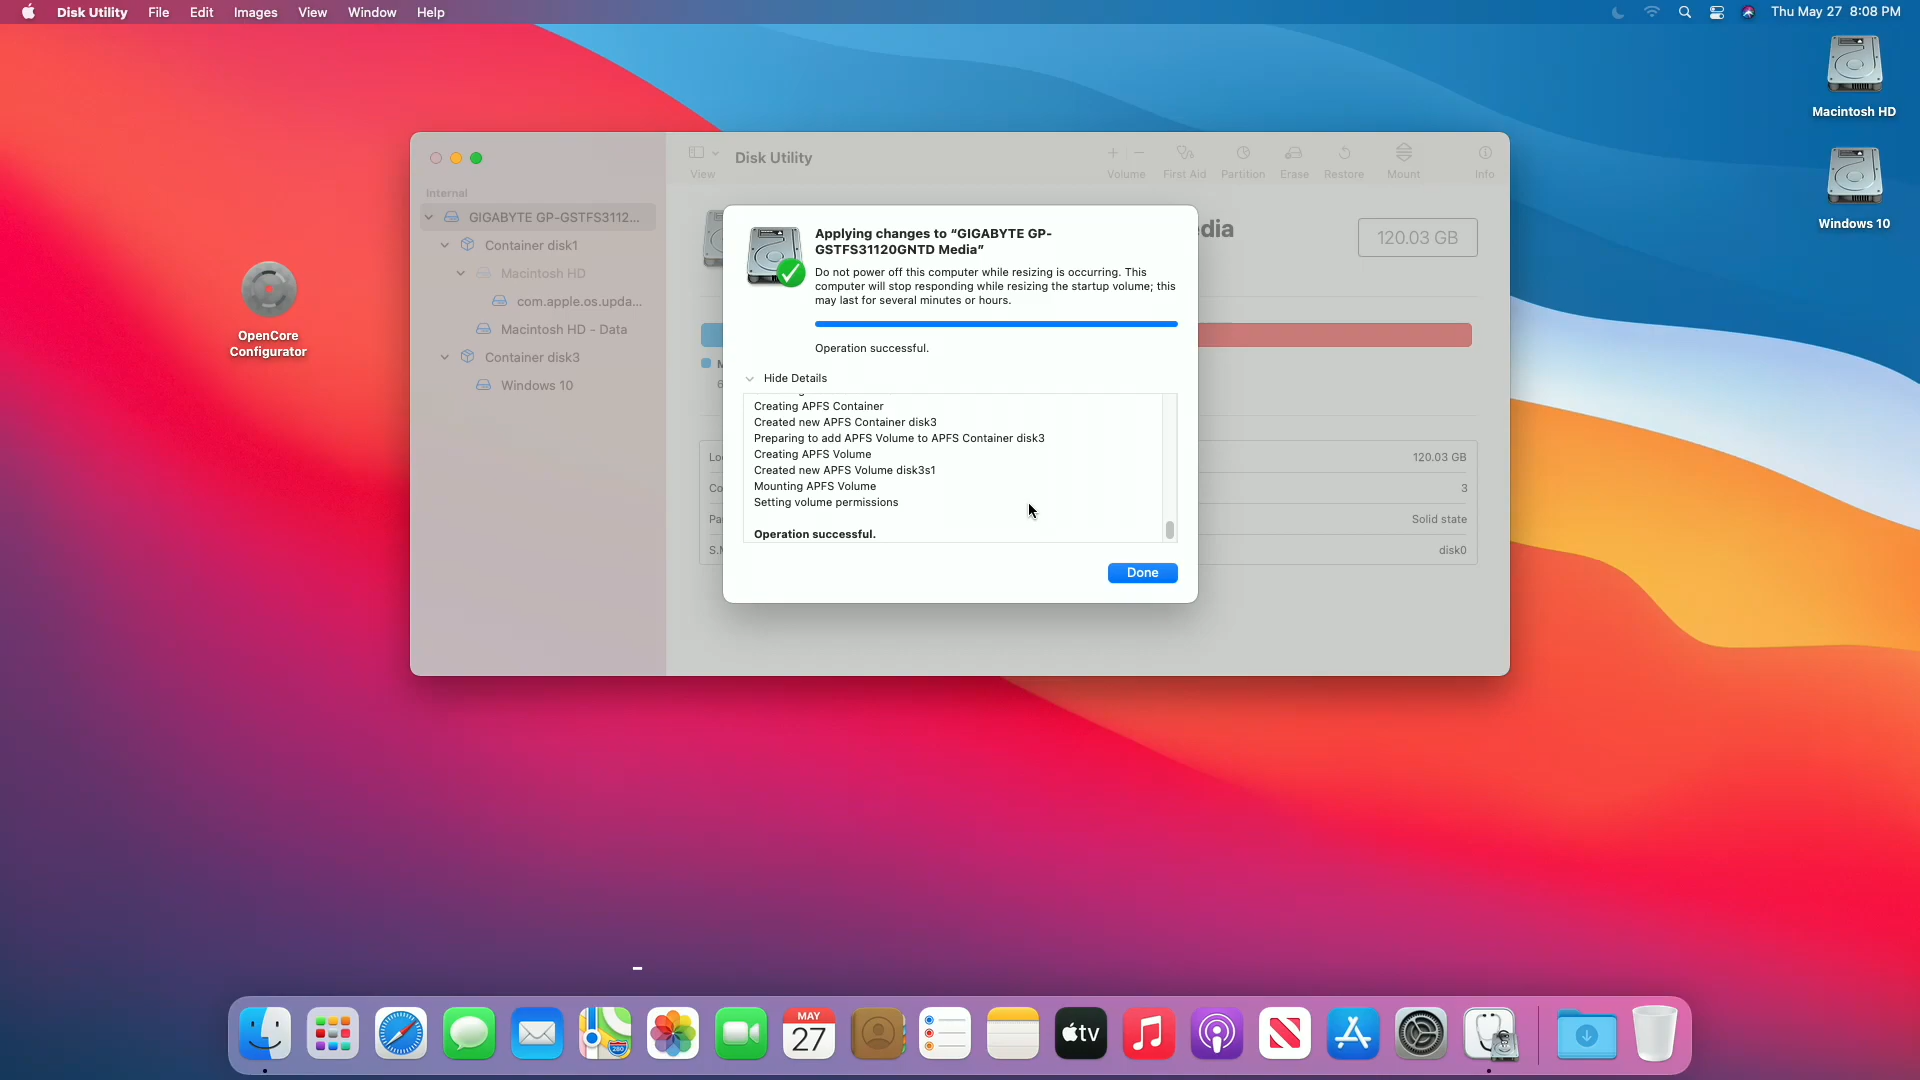 Disk Utility File Edit Images View Window Help Thu May 27 8:08 PM
Macintosh HD
Windows 10
OpenCore
Configurator
Internal
GIGABYTE GP-GSTFS3112...
Container disk1
Macintosh HD
com.apple.os.upda...
Macintosh HD - Data
Container disk3
Windows 10
View
Disk Utility
Volume First Aid Partition Erase Restore Mount Info
dia
120.03 GB
Applying changes to “GIGABYTE GP-
GSTFS31120GNTD Media”
Do not power off this computer while resizing is occurring. This
computer will stop responding while resizing the startup volume; this
may last for several minutes or hours.
Operation successful.
Hide Details
Creating APFS Container
Created new APFS Container disk3
Preparing to add APFS Volume to APFS Container disk3
Creating APFS Volume
Created new APFS Volume disk3s1
Mounting APFS Volume
Setting volume permissions
Operation successful.
Done
M
6
Lo 120.03 GB
Co 3
Pa Solid state
S.M disk0
MAY
27
280
tv